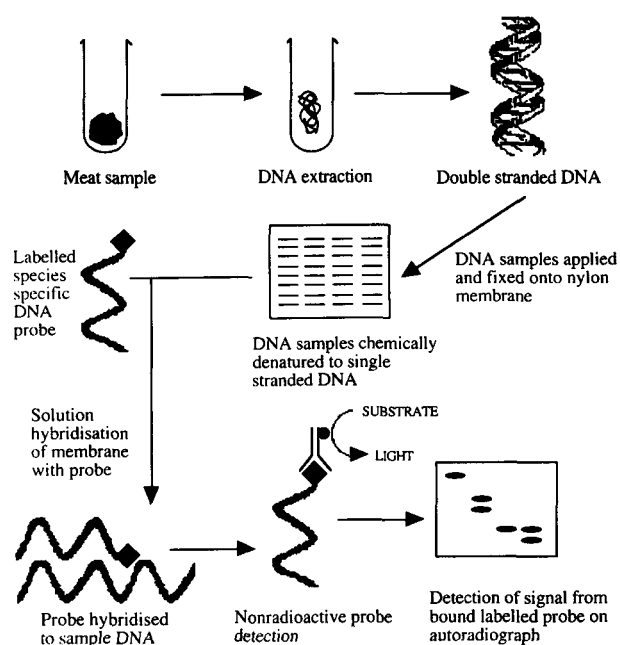 Meat sample
DNA extraction
Double stranded DNA
Labelled
species
specific
DNA
probe
DNA samples applied
and fixed onto nylon
membrane
DNA samples chemically
denatured to single
stranded DNA
Solution
hybridisation
of membrane
with probe
SUBSTRATE
LIGHT
Probe hybridised
to sample DNA
Nonradioactive probe
detection
Detection of signal from
bound labelled probe on
autoradiograph